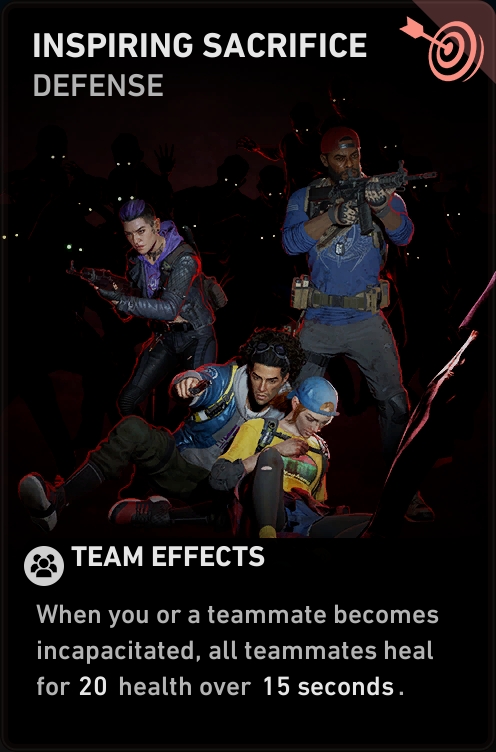 INSPIRING SACRIFICE
DEFENSE
TEAM EFFECTS
When you or a teammate becomes
incapacitated, all teammates heal
for 20 health over 15 seconds.